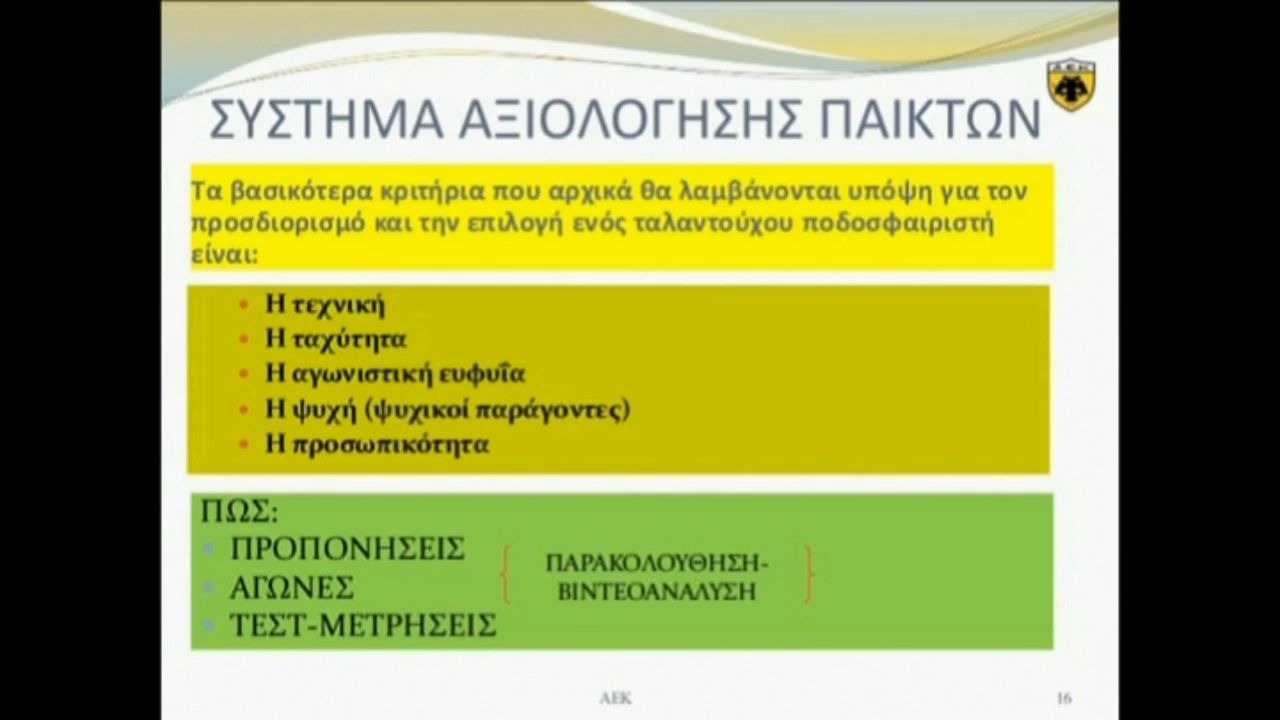 ΑΕΚ
ΣΥΣΤΗΜΑ ΑΞΙΟΛΟΓΗΣΗΣ ΠΑΙΚΤΩΝ
Τα βασικότερα κριτήρια που αρχικά θα λαμβάνονται υπόψη για τον
προσδιορισμό και την επιλογή ενός ταλαντούχου ποδοσφαιριστή
είναι:
• Η τεχνική
• Η ταχύτητα
• Η αγωνιστική ευφυΐα
• Η ψυχή (ψυχικοί παράγοντες)
• Η προσωπικότητα
ΠΩΣ:
• ΠΡΟΠΟΝΗΣΕΙΣ
• ΑΓΩΝΕΣ
• ΤΕΣΤ-ΜΕΤΡΗΣΕΙΣ
ΠΑΡΑΚΟΛΟΥΘΗΣΗ-
ΒΙΝΤΕΟΑΝΑΛΥΣΗ
ΑΕΚ
16